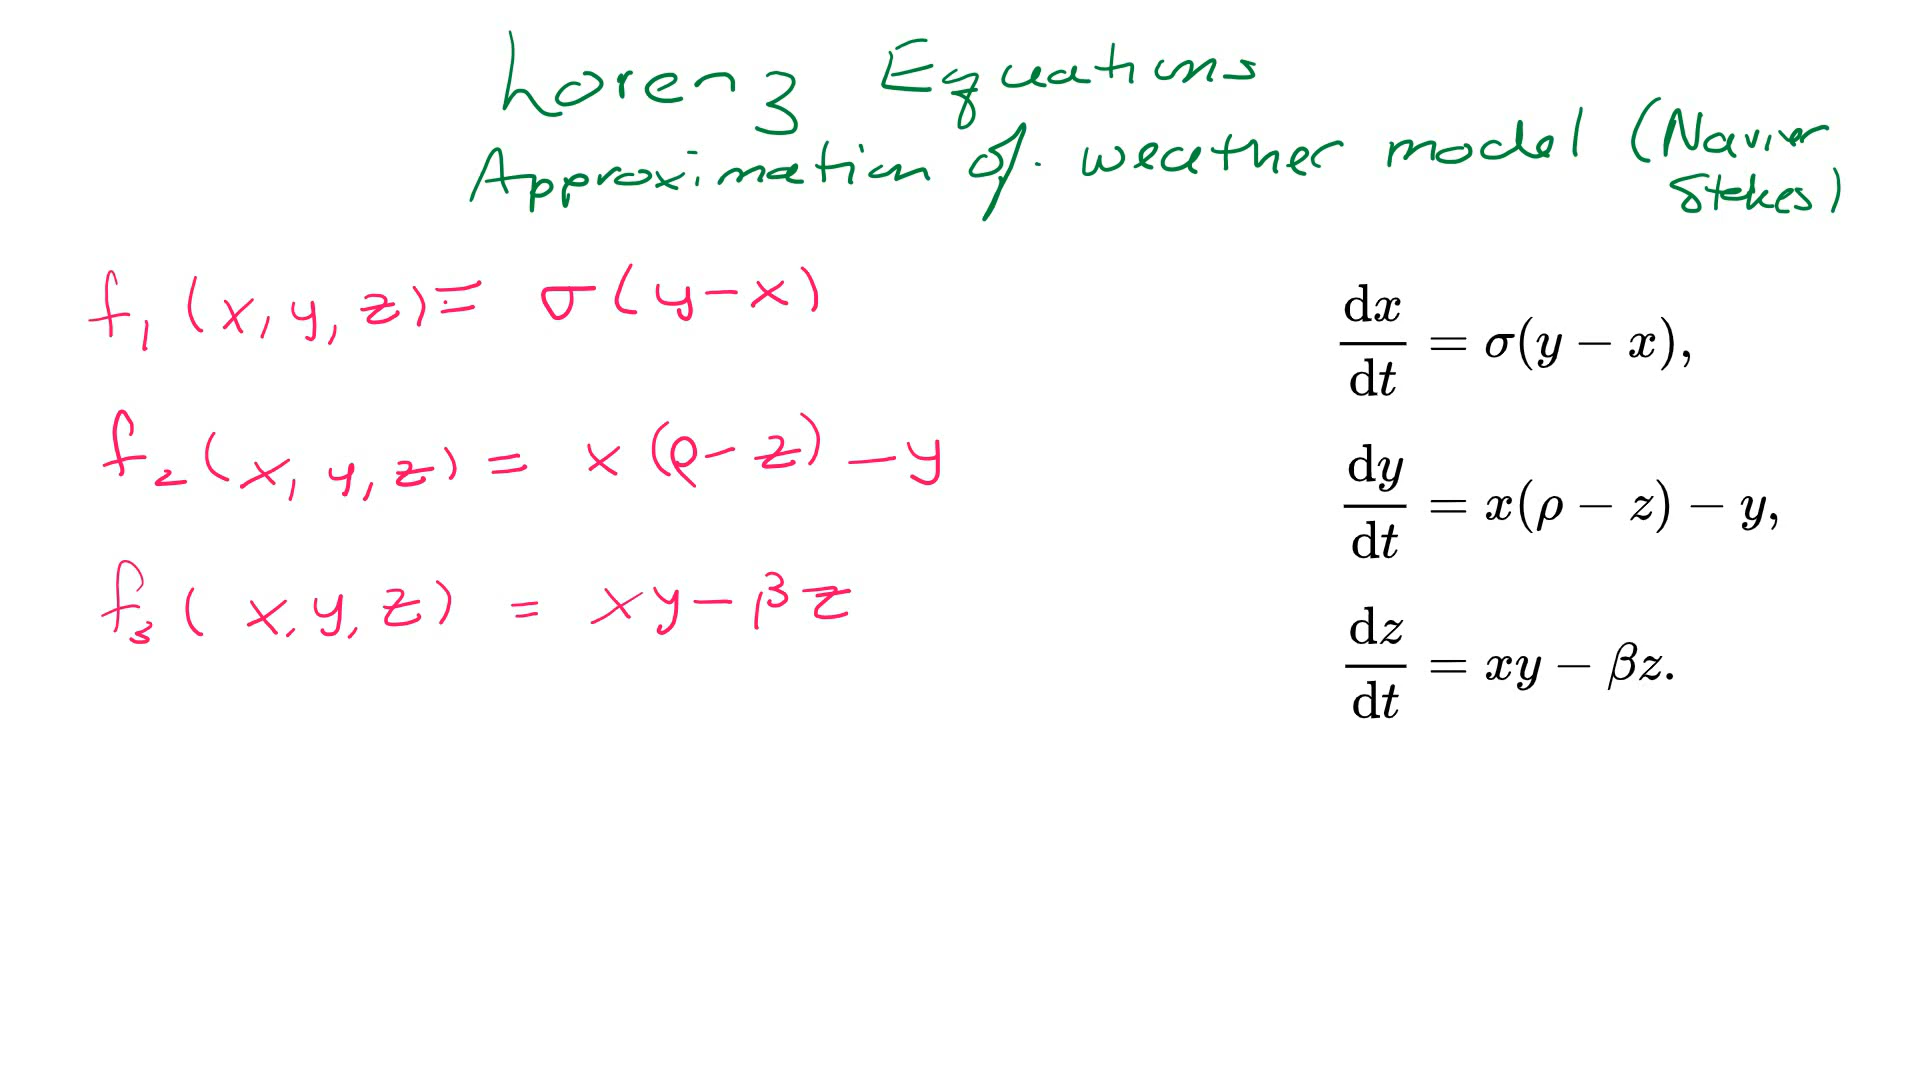 Lorenz Equations
Approximation of weather model (Navier Stokes)
f₁(x, y, z) = σ(y-x)
f₂(x, y, z) = x(ρ-z) - y
f₃(x, y, z) = xy - βz
dx/dt = σ(y − x),
dy/dt = x(ρ − z) − y,
dz/dt = xy − βz.